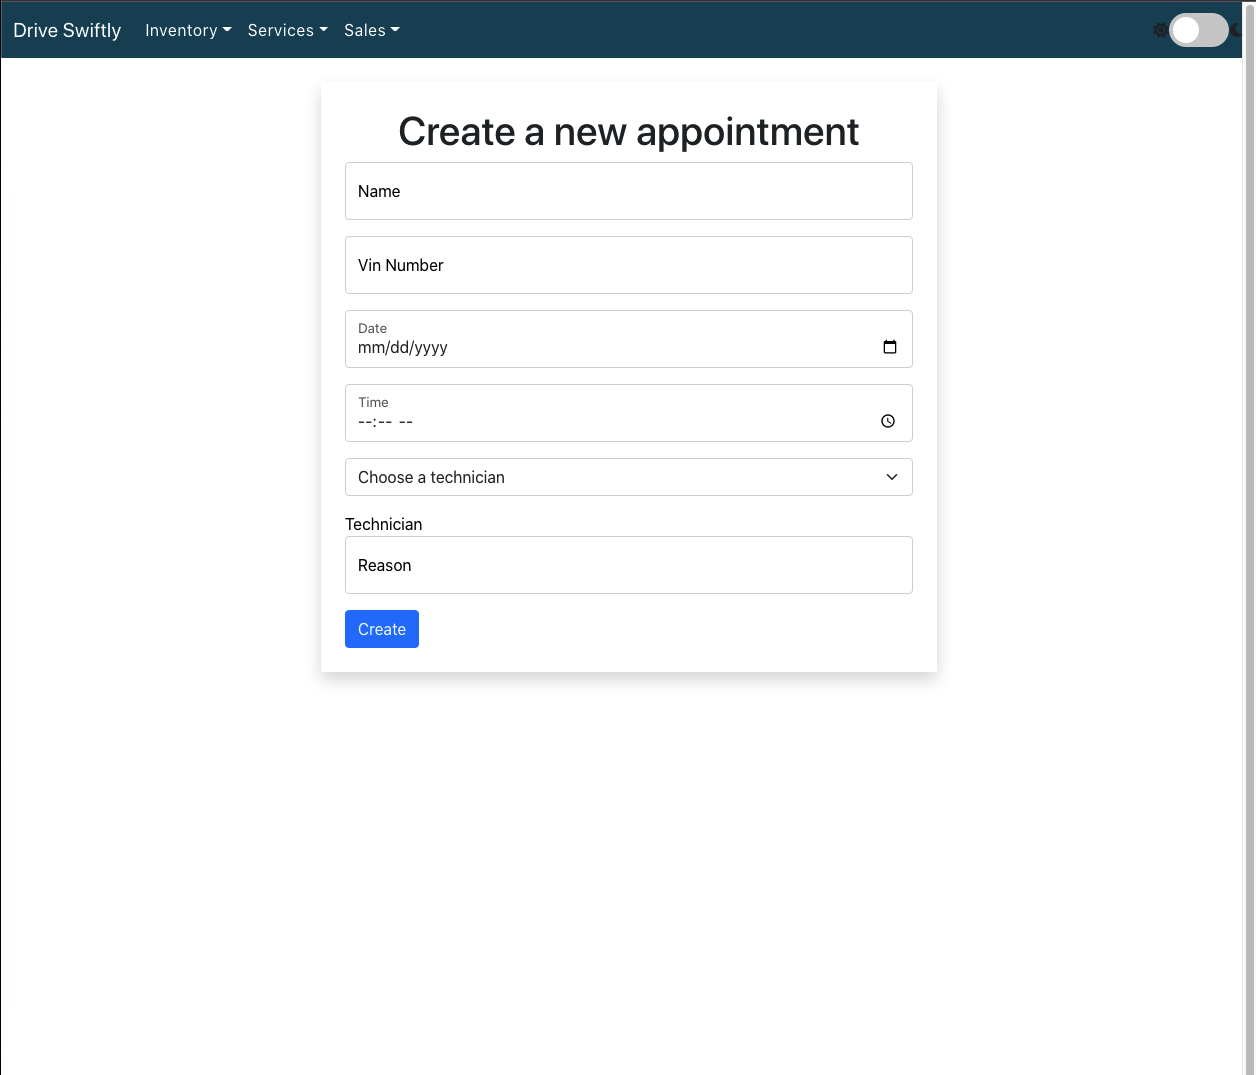 Drive Swiftly Inventory Services Sales
Create a new appointment
Name
Vin Number
Date
mm/dd/yyyy
Time
--:-- --
Choose a technician
Technician
Reason
Create